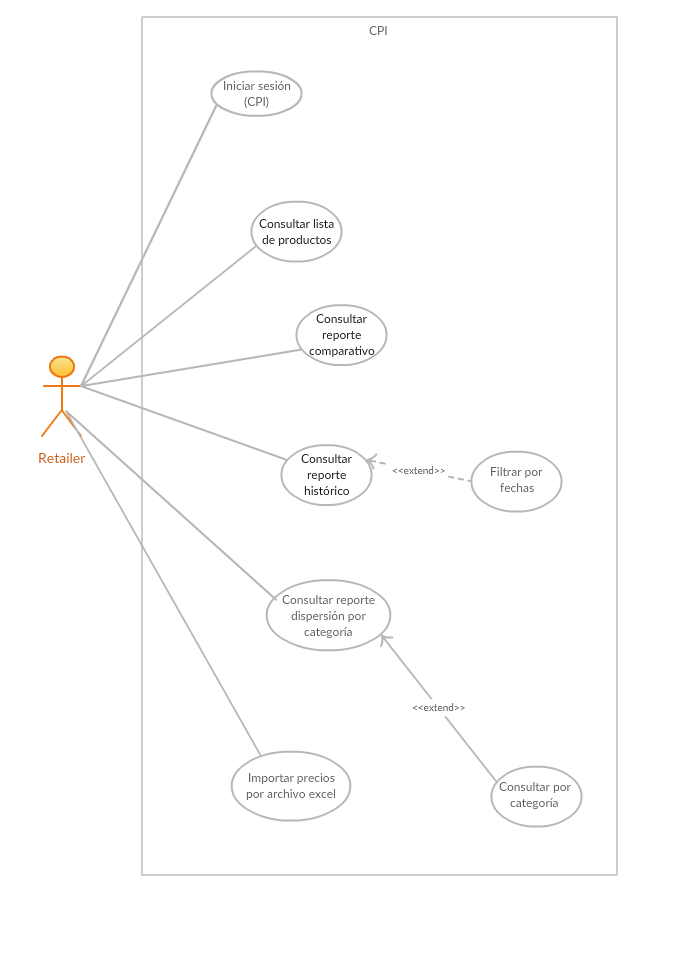 CPI
Iniciar sesión
(CPI)
Consultar lista
de productos
Consultar
reporte
comparativo
Retailer
Consultar
reporte
histórico
<<extend>>
Filtrar por
fechas
Consultar reporte
dispersión por
categoría
<<extend>>
Importar precios
por archivo excel
Consultar por
categoría